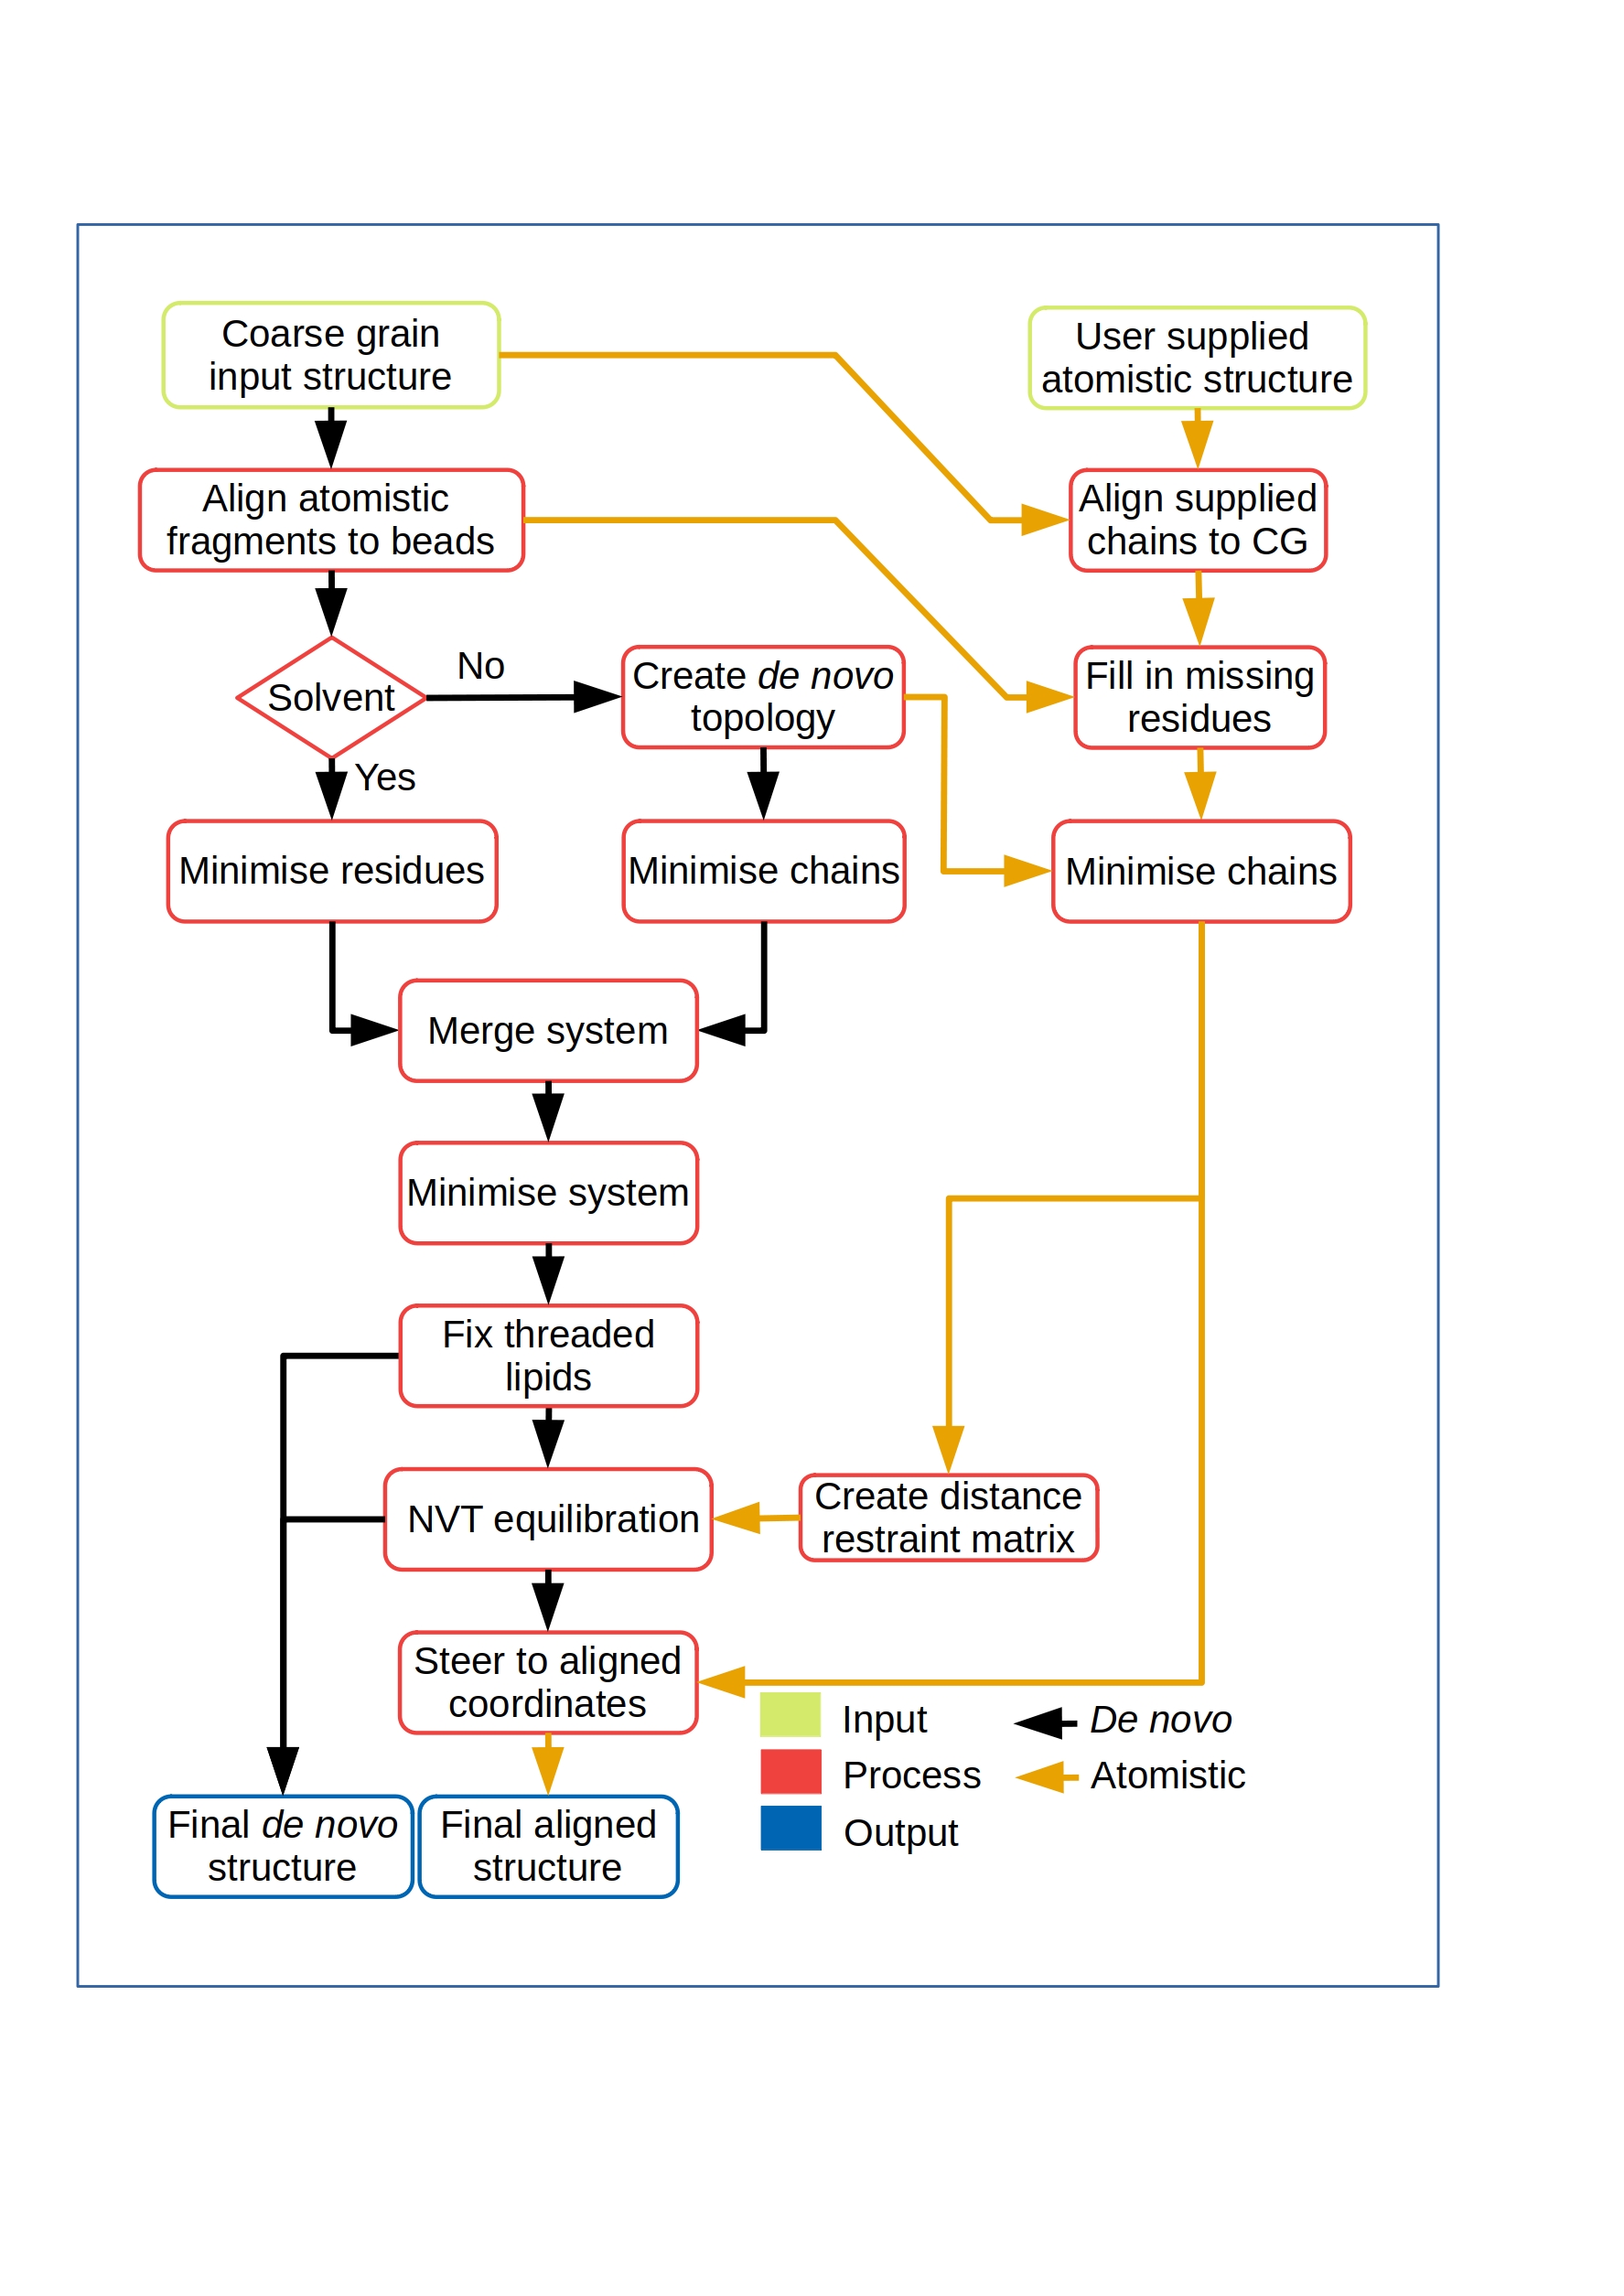 Coarse grain
input structure
User supplied
atomistic structure
Align atomistic
fragments to beads
Align supplied
chains to CG
Solvent
No
Yes
Create de novo
topology
Fill in missing
residues
Minimise residues
Minimise chains
Minimise chains
Merge system
Minimise system
Fix threaded
lipids
NVT equilibration
Create distance
restraint matrix
Steer to aligned
coordinates
Final de novo
structure
Final aligned
structure
Input
De novo
Process
Atomistic
Output